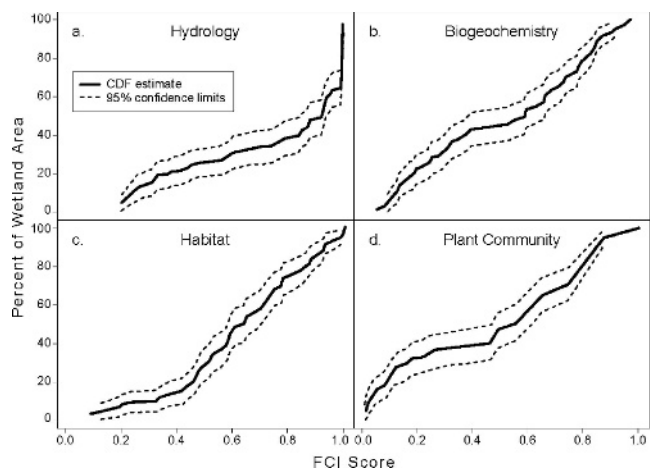 100
80
60
40
20
0
a.
Hydrology
CDF estimate
95% confidence limits
b.
Biogeochemistry
Percent of Wetland Area
100
80
60
40
20
0
c.
Habitat
d.
Plant Community
0.0 0.2 0.4 0.6 0.8 1.0
0.0 0.2 0.4 0.6 0.8 1.0
FCI Score